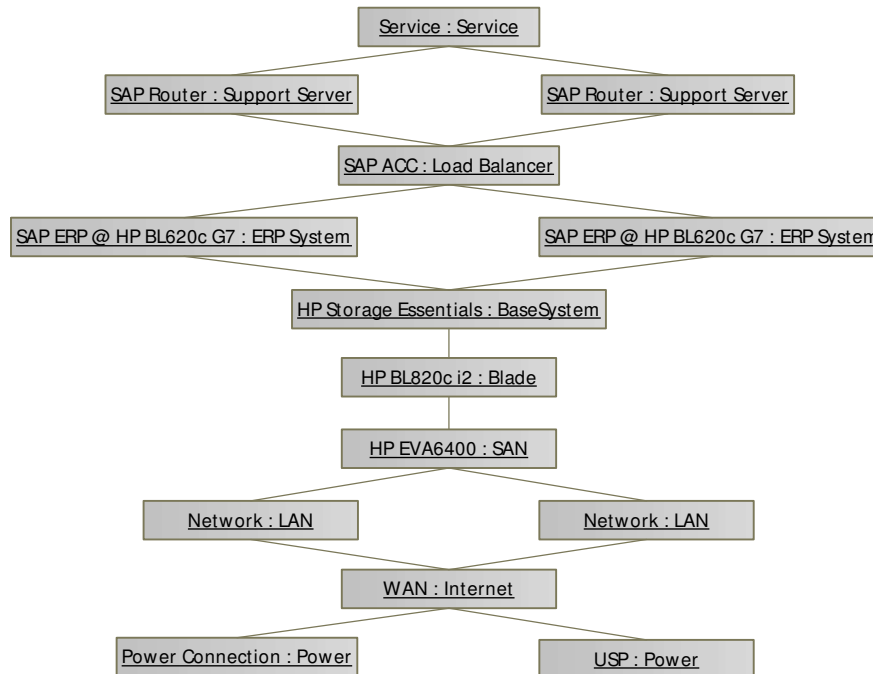 Service : Service
SAP Router : Support Server
SAP Router : Support Server
SAP ACC : Load Balancer
SAP ERP @ HP BL620c G7 : ERP System
SAP ERP @ HP BL620c G7 : ERP System
HP Storage Essentials : BaseSystem
HP BL820c i2 : Blade
HP EVA6400 : SAN
Network : LAN
Network : LAN
WAN : Internet
Power Connection : Power
USP : Power